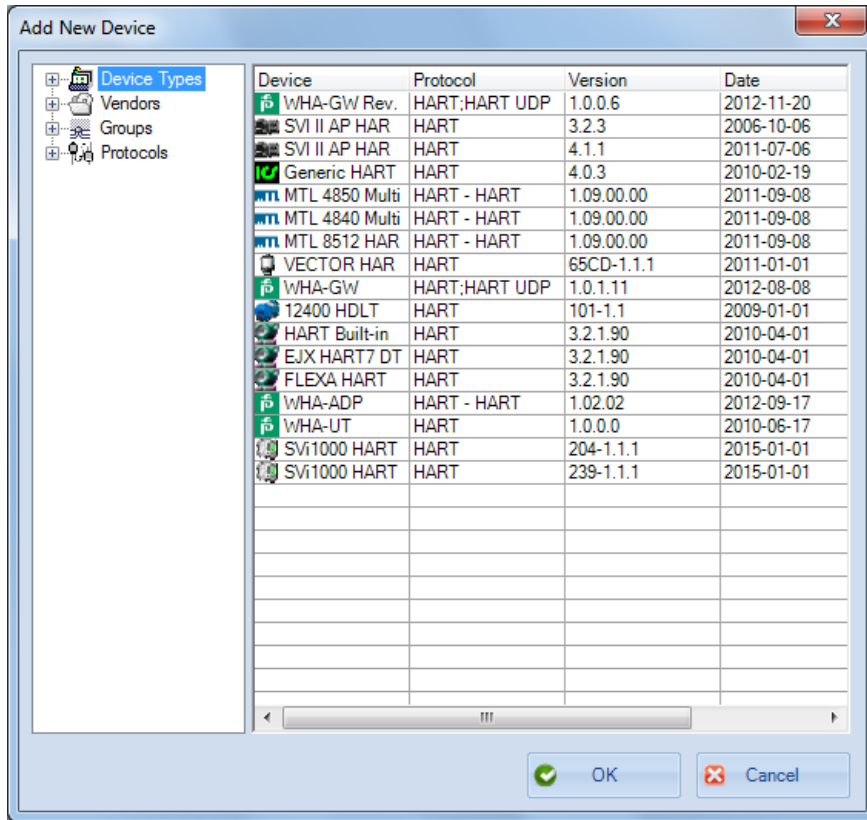 Add New Device
Device Types
Vendors
Groups
Protocols
Device Protocol Version Date
WHA-GW Rev. HART;HART UDP 1.0.0.6 2012-11-20
SVI II AP HAR HART 3.2.3 2006-10-06
SVI II AP HAR HART 4.1.1 2011-07-06
Generic HART HART 4.0.3 2010-02-19
MTL 4850 Multi HART - HART 1.09.00.00 2011-09-08
MTL 4840 Multi HART - HART 1.09.00.00 2011-09-08
MTL 8512 HAR HART - HART 1.09.00.00 2011-09-08
VECTOR HAR HART 65CD-1.1.1 2011-01-01
WHA-GW HART;HART UDP 1.0.1.11 2012-08-08
12400 HDLT HART 101-1.1 2009-01-01
HART Built-in HART 3.2.1.90 2010-04-01
EJX HART7 DT HART 3.2.1.90 2010-04-01
FLEXA HART HART 3.2.1.90 2010-04-01
WHA-ADP HART - HART 1.02.02 2012-09-17
WHA-UT HART 1.0.0.0 2010-06-17
SVi1000 HART HART 204-1.1.1 2015-01-01
SVi1000 HART HART 239-1.1.1 2015-01-01
OK Cancel